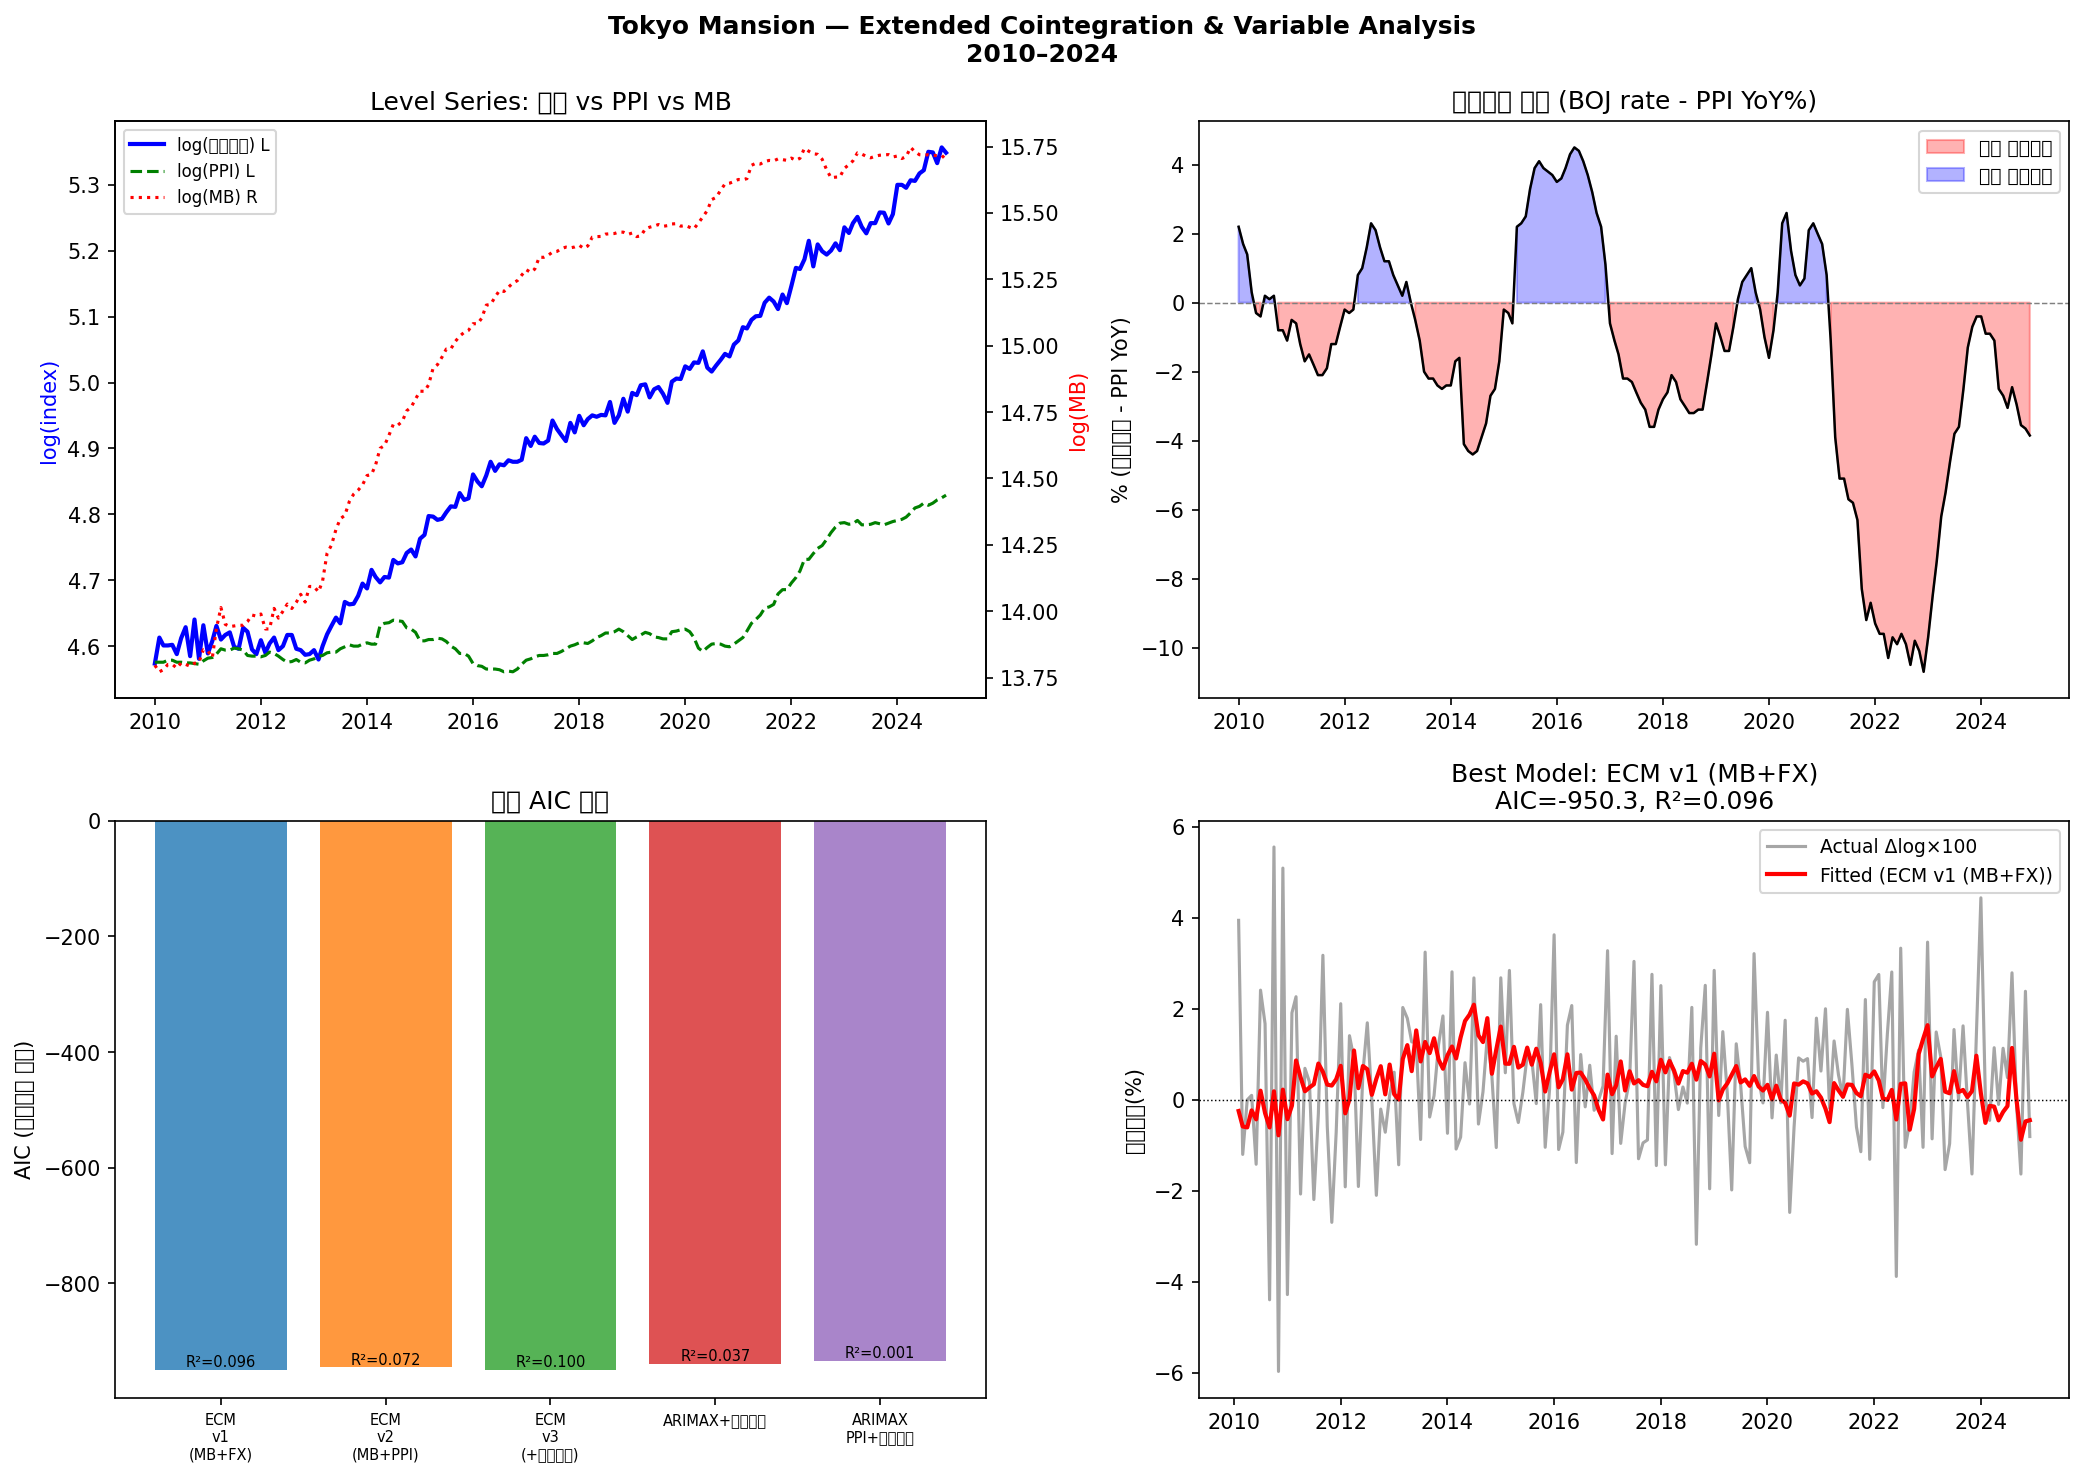 Tokyo Mansion — Extended Cointegration & Variable Analysis
2010–2024
Level Series: vs PPI vs MB
log( ) L
log(PPI) L
log(MB) R
log(index)
5.3
5.2
5.1
5.0
4.9
4.8
4.7
4.6
15.75
15.50
15.25
15.00
14.75
14.50
14.25
14.00
13.75
log(MB)
2010 2012 2014 2016 2018 2020 2022 2024
(BOJ rate - PPI YoY%)
% ( - PPI YoY)
4
2
0
−2
−4
−6
−8
−10
2010 2012 2014 2016 2018 2020 2022 2024
AIC
AIC ( )
0
−200
−400
−600
−800
R²=0.096
R²=0.072
R²=0.100
R²=0.037
R²=0.001
ECM
v1
(MB+FX)
ECM
v2
(MB+PPI)
ECM
v3
(+ )
ARIMAX+
ARIMAX
PPI+
Best Model: ECM v1 (MB+FX)
AIC=-950.3, R²=0.096
Actual Δlog×100
Fitted (ECM v1 (MB+FX))
(%)
6
4
2
0
−2
−4
−6
2010 2012 2014 2016 2018 2020 2022 2024